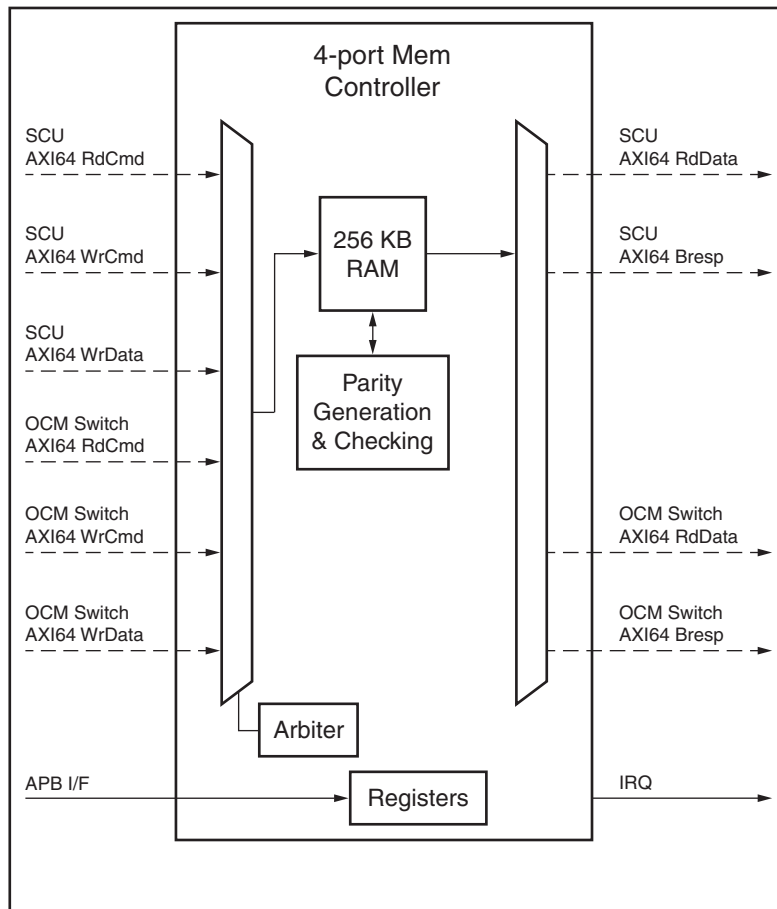 4-port Mem
Controller
SCU
AXI64 RdCmd
SCU
AXI64 WrCmd
SCU
AXI64 WrData
OCM Switch
AXI64 RdCmd
OCM Switch
AXI64 WrCmd
OCM Switch
AXI64 WrData
256 KB
RAM
Parity
Generation
& Checking
Arbiter
SCU
AXI64 RdData
SCU
AXI64 Bresp
OCM Switch
AXI64 RdData
OCM Switch
AXI64 Bresp
APB I/F
Registers
IRQ